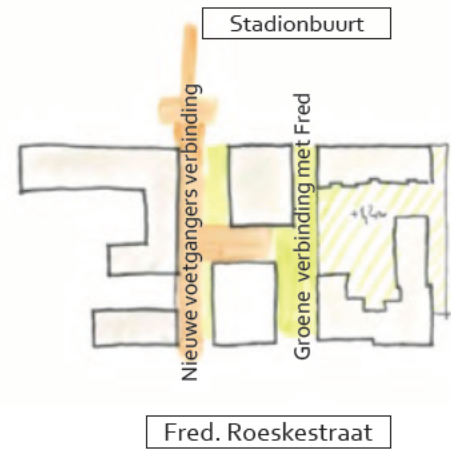 Stadionbuurt
Nieuwe voetgangers verbinding
Groene verbinding met Fred
Fred. Roeskestraat